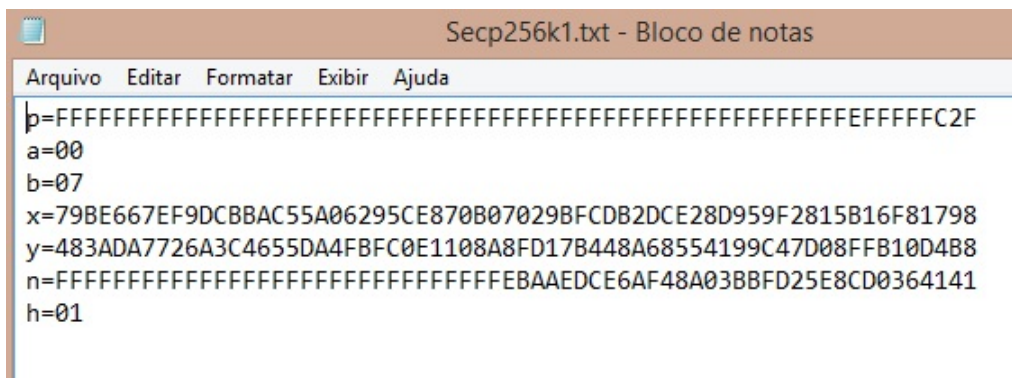 Secp256k1.txt - Bloco de notas
Arquivo Editar Formatar Exibir Ajuda
p=FFFFFFFFFFFFFFFFFFFFFFFFFFFFFFFFFFFFFFFFFFFFFFFFFFFFFFFEFFFFFC2F
a=00
b=07
x=79BE667EF9DCBBAC55A06295CE870B07029BFCDB2DCE28D959F2815B16F81798
y=483ADA7726A3C4655DA4FBFC0E1108A8FD17B448A68554199C47D08FFB10D4B8
n=FFFFFFFFFFFFFFFFFFFFFFFFFFFFFFFEBAAEDCE6AF48A03BBFD25E8CD0364141
h=01